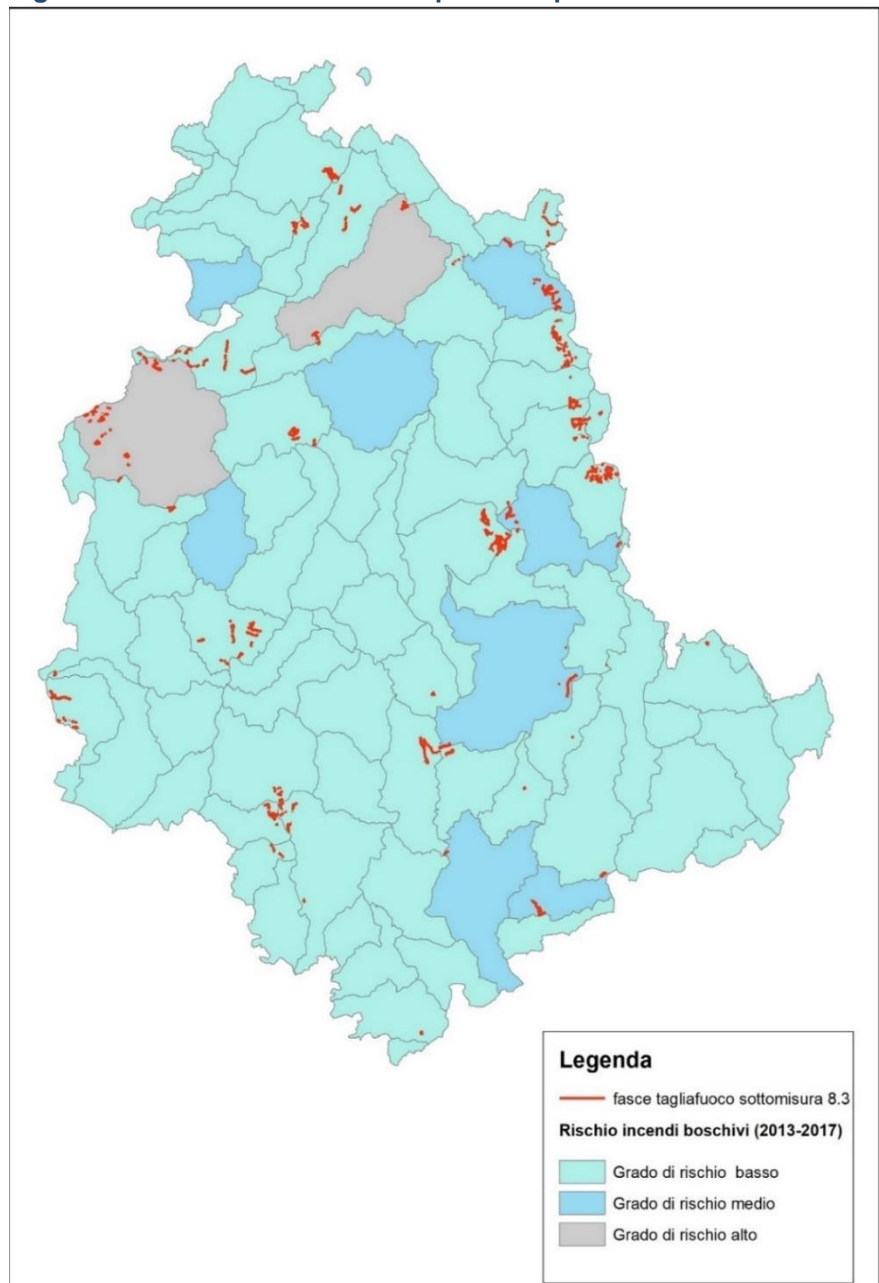 Legenda
fasce tagliafuoco sottomisura 8.3
Rischio incendi boschivi (2013-2017)
Grado di rischio basso
Grado di rischio medio
Grado di rischio alto